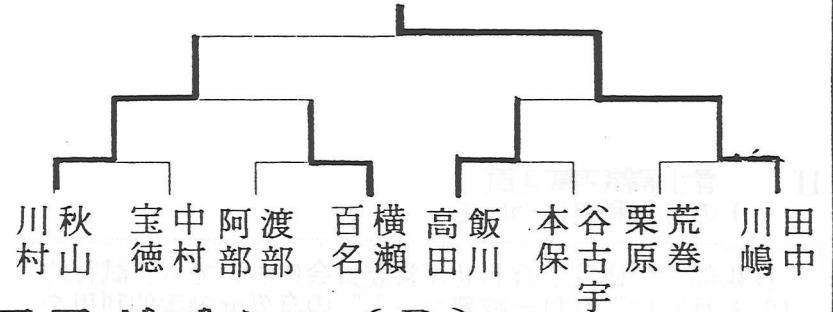 田中
川嶋
荒巻
栗原
谷古宇
本保
飯川
高田
横瀬
百名
渡部
阿部
中村
宝徳
秋山
川村